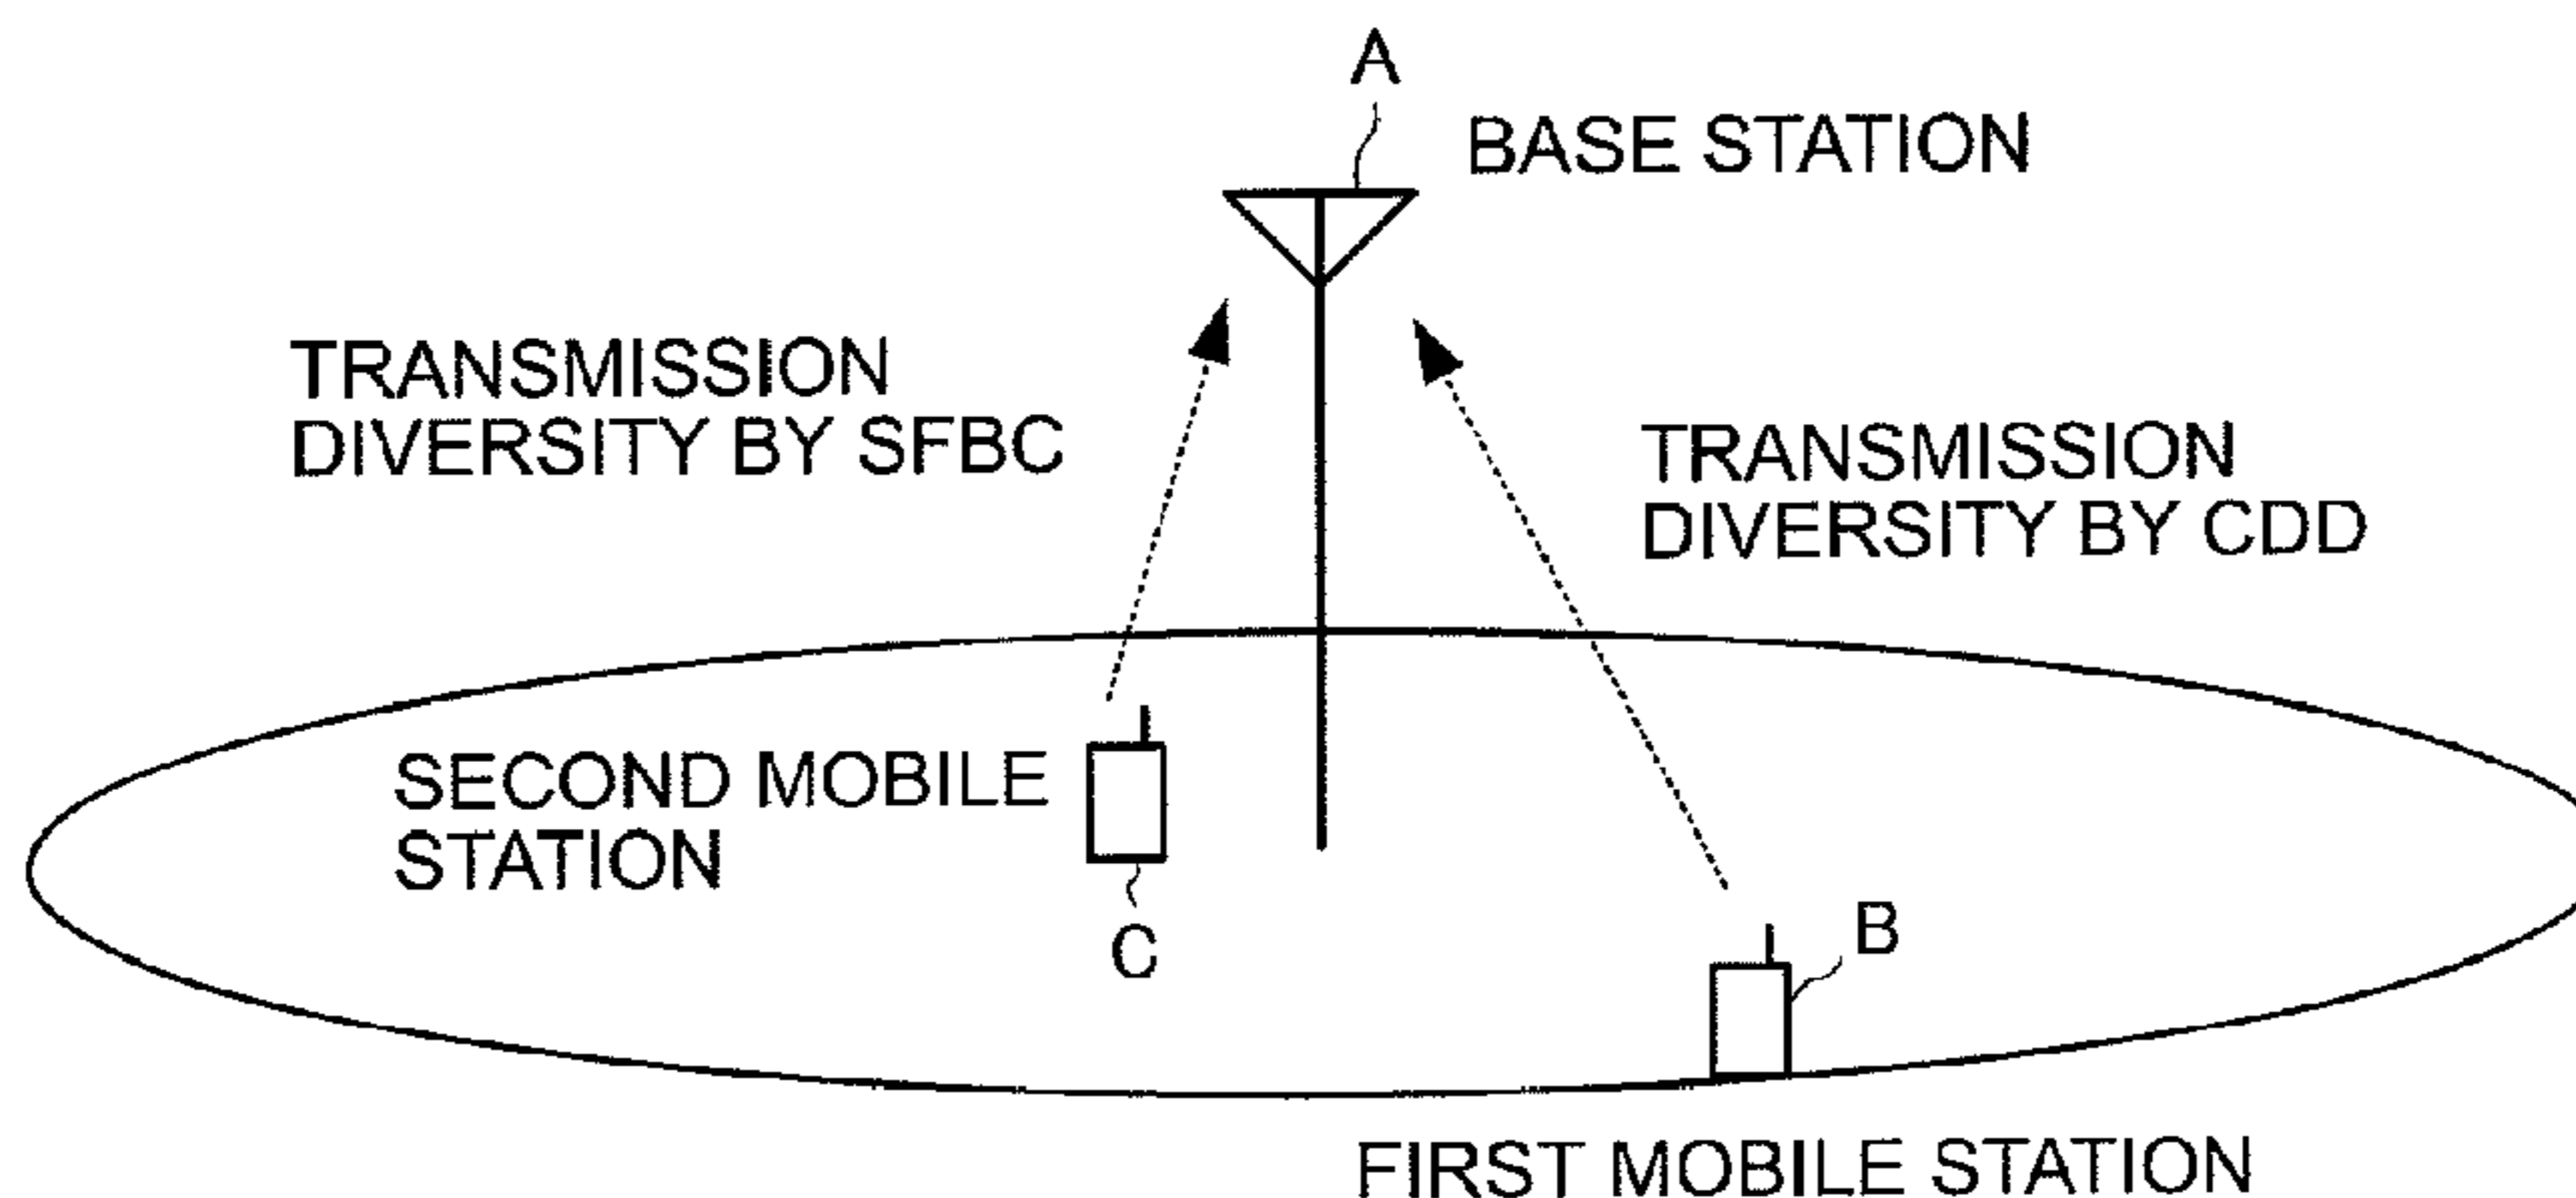 A
BASE STATION
TRANSMISSION
DIVERSITY BY SFBC
TRANSMISSION
DIVERSITY BY CDD
SECOND MOBILE
STATION
C
B
FIRST MOBILE STATION